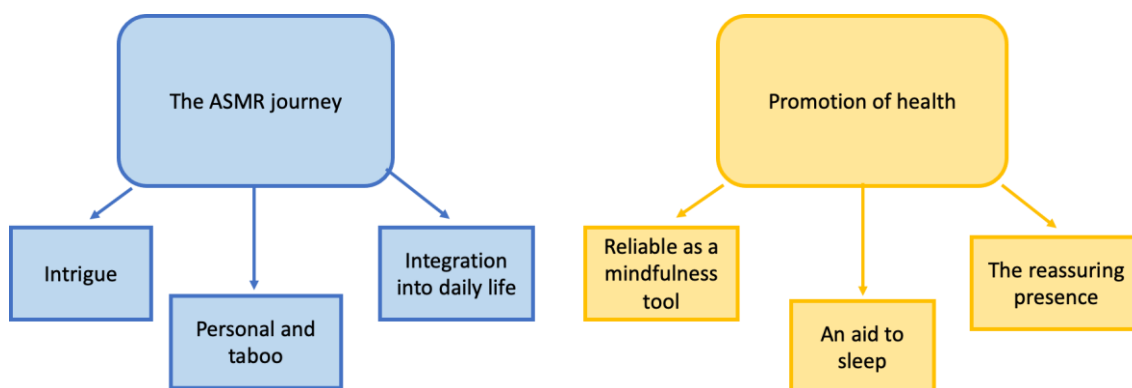 The ASMR journey
Intrigue
Personal and
taboo
Integration
into daily life
Promotion of health
Reliable as a
mindfulness
tool
An aid to
sleep
The reassuring
presence